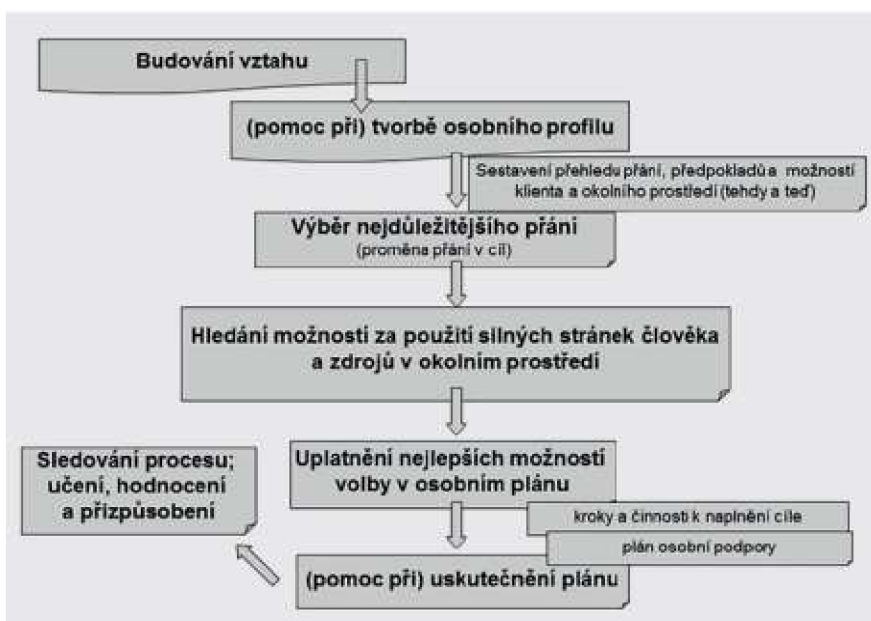 Budování vztahu
(pomoc při) tvorbě osobního profilu
Sestavení přehledu přání, předpokladů a možností
klienta a okolního prostředí (tehdy a teď)
Výběr nejdůležitějšího přání
(proměna přání v cíl)
Hledání možností za použití silných stránek člověka
a zdrojů v okolním prostředí
Uplatnění nejlepších možností
volby v osobním plánu
kroky a činnosti k naplnění cíle
plán osobní podpory
Sledování procesu;
učení, hodnocení
a přizpůsobení
(pomoc při) uskutečnění plánu